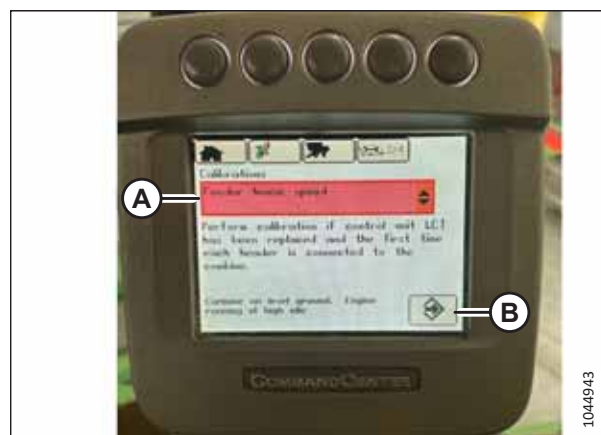 Calibrations
A
Feeder house speed
Perform calibration if control unit LC1
has been replaced and the first time
each header is connected to the
combine.
Combine on level ground. Engine
running at high idle
B
COMMANDCENTER
1044943